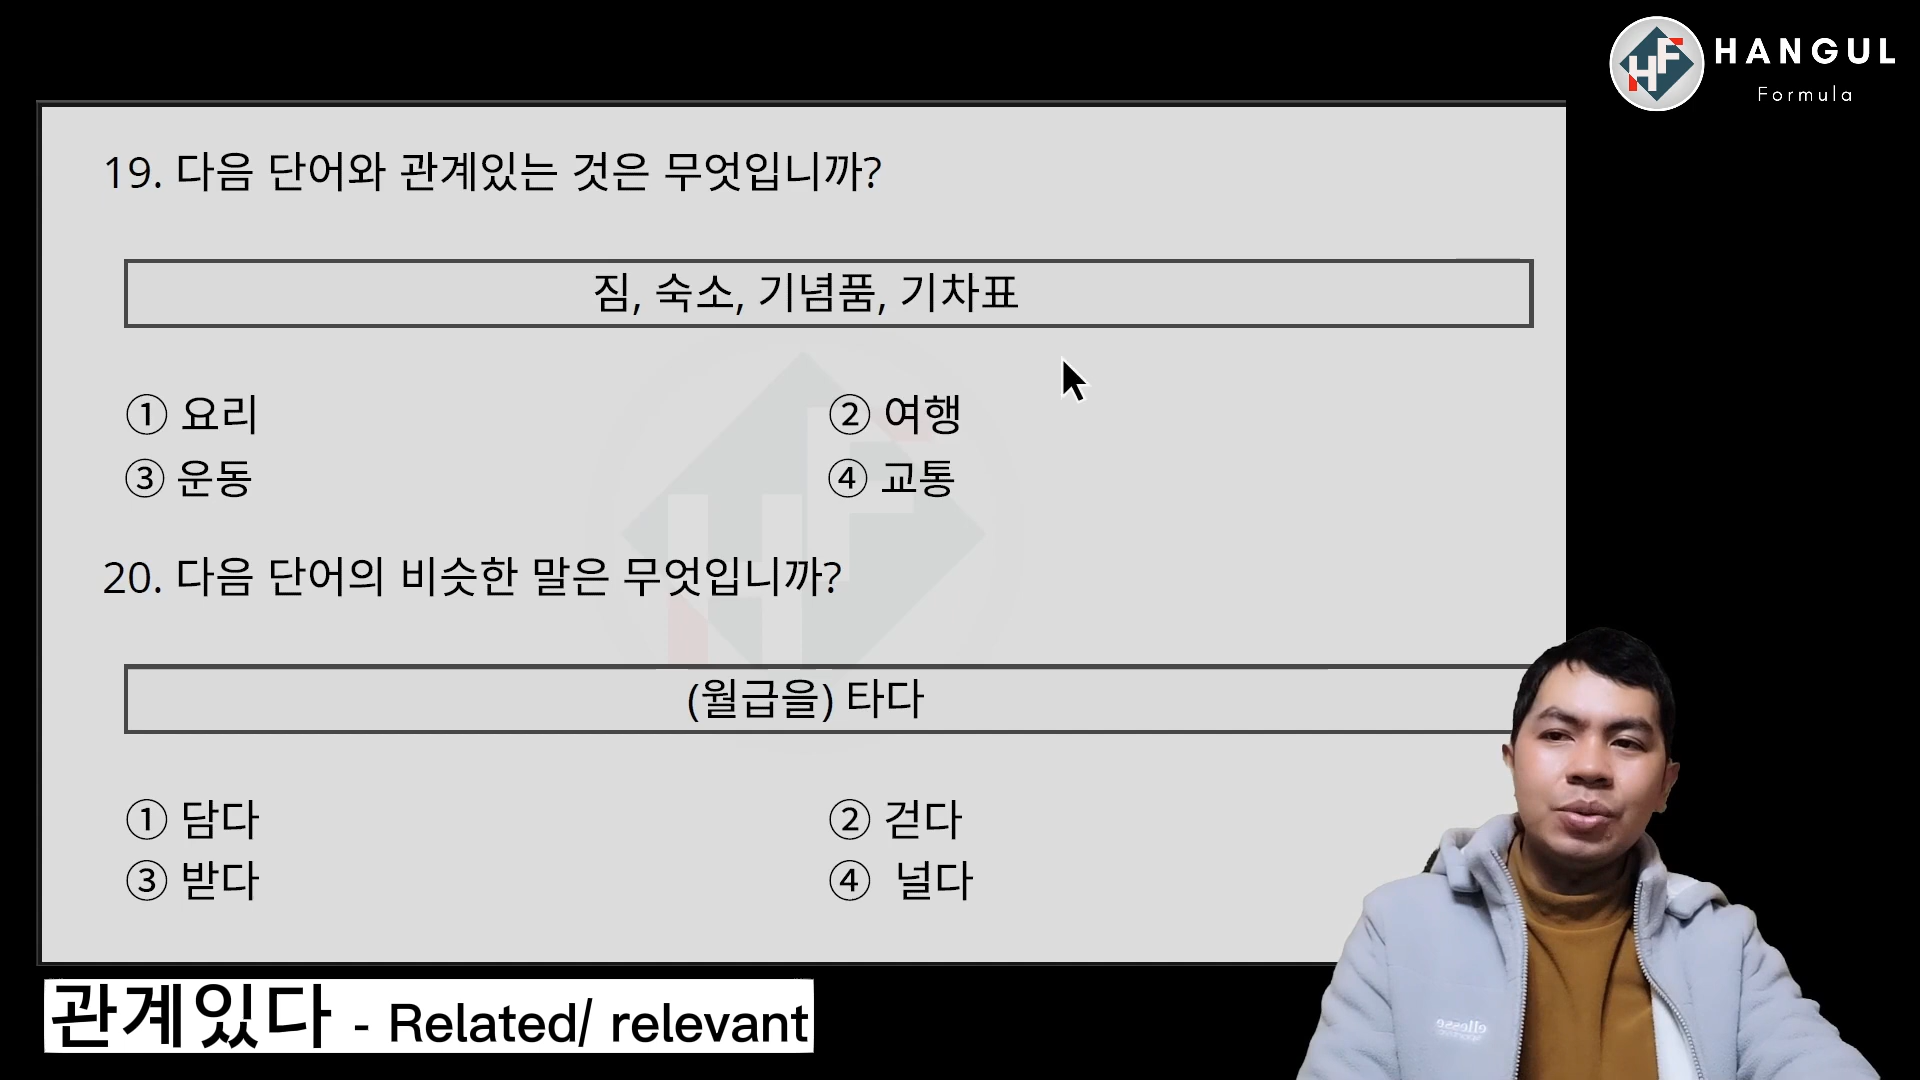 HANGUL
Formula
19. 다음 단어와 관계있는 것은 무엇입니까?
짐, 숙소, 기념품, 기차표
① 요리 ② 여행
③ 운동 ④ 교통
20. 다음 단어의 비슷한 말은 무엇입니까?
(월급을) 타다
① 담다 ② 걷다
③ 받다 ④ 널다
관계있다 - Related/ relevant
ellesse